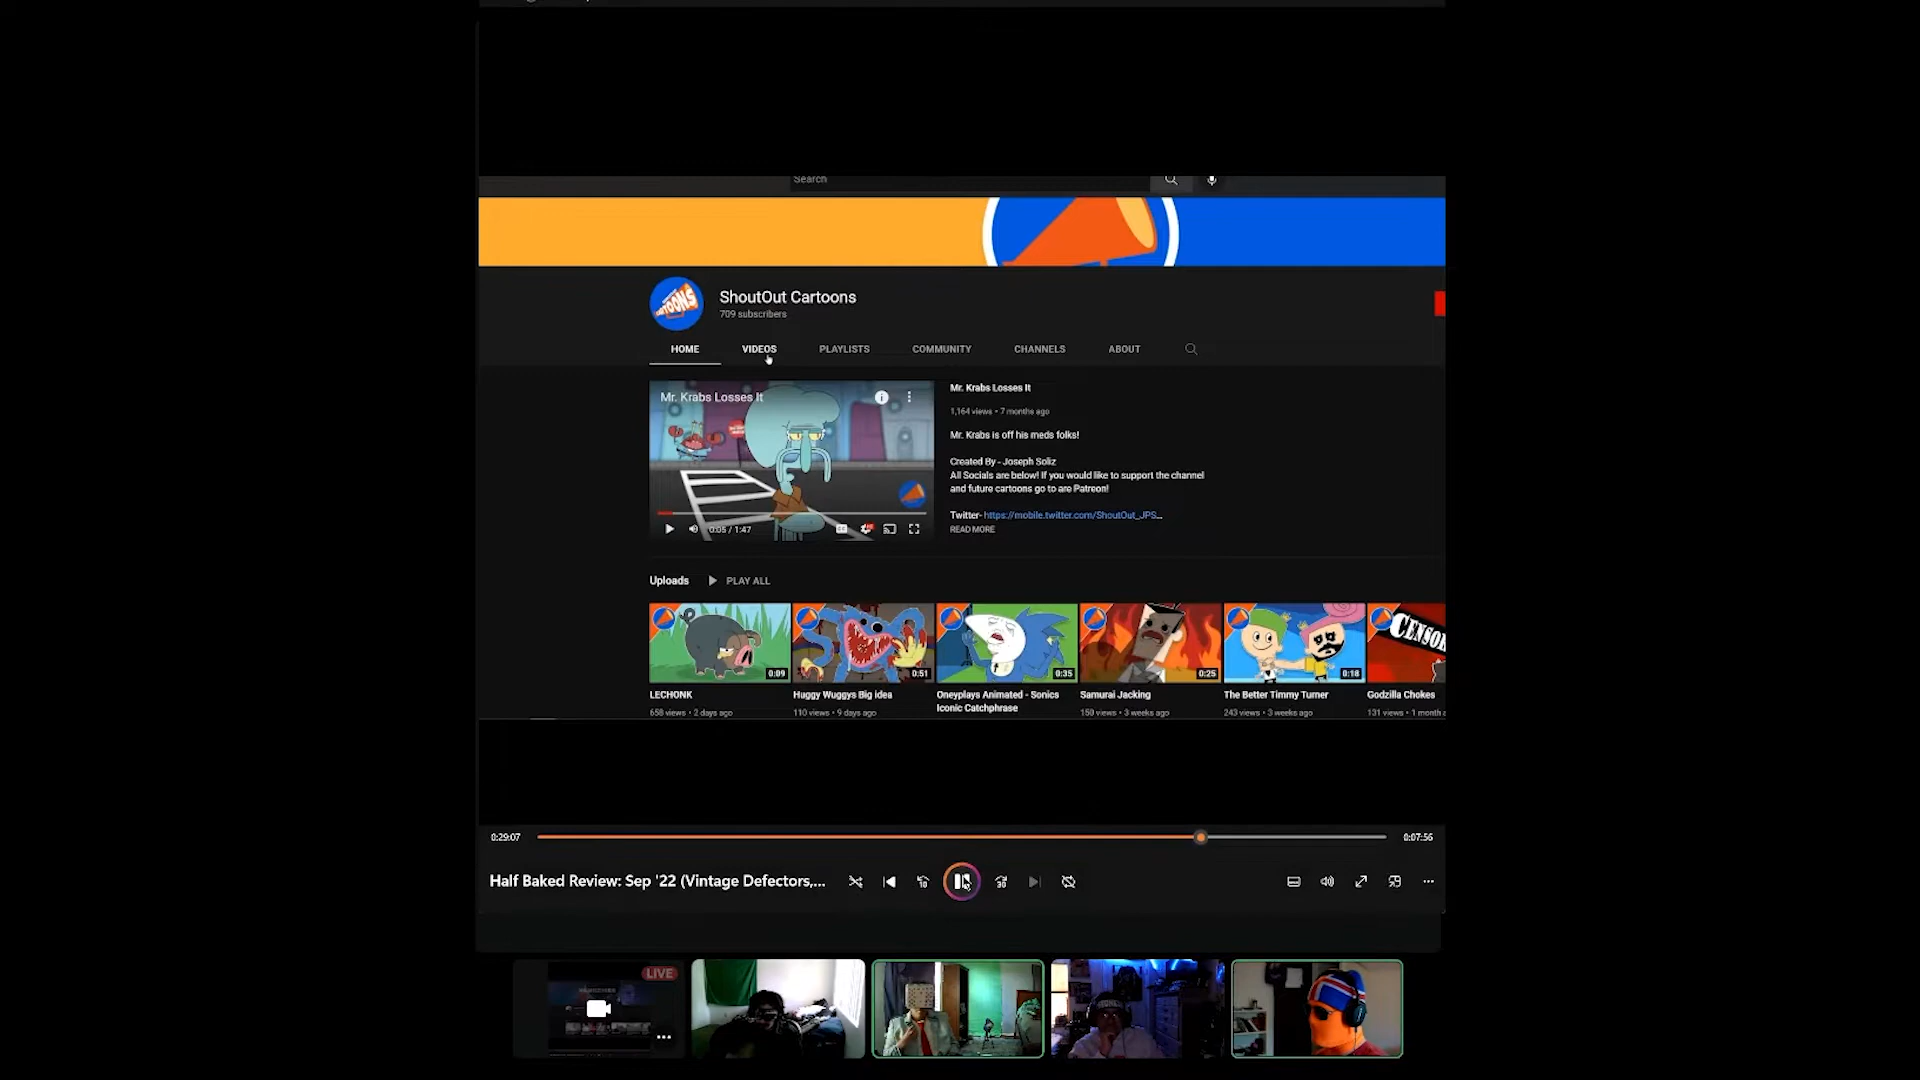 Search
TOONS
ShoutOut Cartoons
709 subscribers
HOME VIDEOS PLAYLISTS COMMUNITY CHANNELS ABOUT
Mr. Krabs Losses It
0:05 / 1:47
Mr. Krabs Losses It
1,164 views • 7 months ago
Mr. Krabs is off his meds folks!
Created By - Joseph Soliz
All Socials are below! If you would like to support the channel
and future cartoons go to are Patreon!
Twitter- https://mobile.twitter.com/ShoutOut_JPS...
READ MORE
Uploads PLAY ALL
CENSO
0:09 0:51 0:35 0:25 0:18
LECHONK
658 views • 2 days ago
Huggy Wuggys Big idea
110 views • 9 days ago
Oneyplays Animated - Sonics
Iconic Catchphrase
Samurai Jacking
150 views • 3 weeks ago
The Better Timmy Turner
243 views • 3 weeks ago
Godzilla Chokes
131 views • 1 month a
0:29:07
0:07:56
Half Baked Review: Sep '22 (Vintage Defectors,...
10
30
LIVE